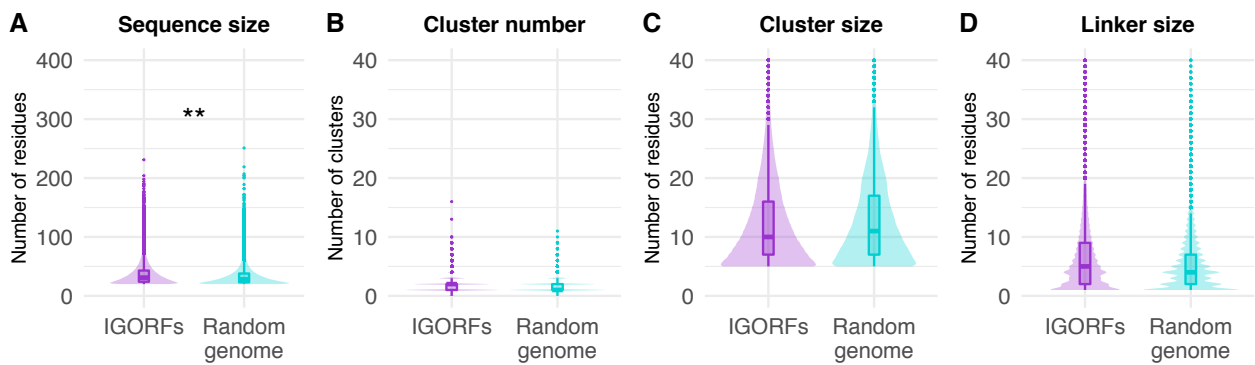 A Sequence size
Number of residues
400
300
200
100
0
**
IGORFs
Random
genome
B Cluster number
Number of clusters
40
30
20
10
0
IGORFs
Random
genome
C Cluster size
Number of residues
40
30
20
10
0
IGORFs
Random
genome
D Linker size
Number of residues
40
30
20
10
0
IGORFs
Random
genome